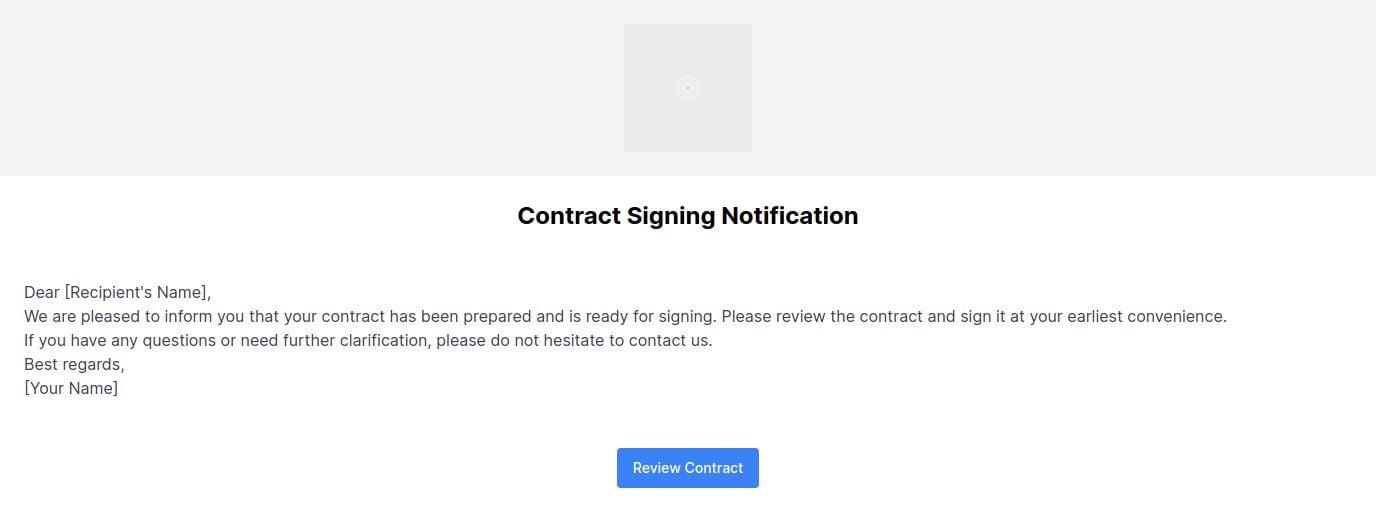 Contract Signing Notification
Dear [Recipient's Name],
We are pleased to inform you that your contract has been prepared and is ready for signing. Please review the contract and sign it at your earliest convenience.
If you have any questions or need further clarification, please do not hesitate to contact us.
Best regards,
[Your Name]
Review Contract